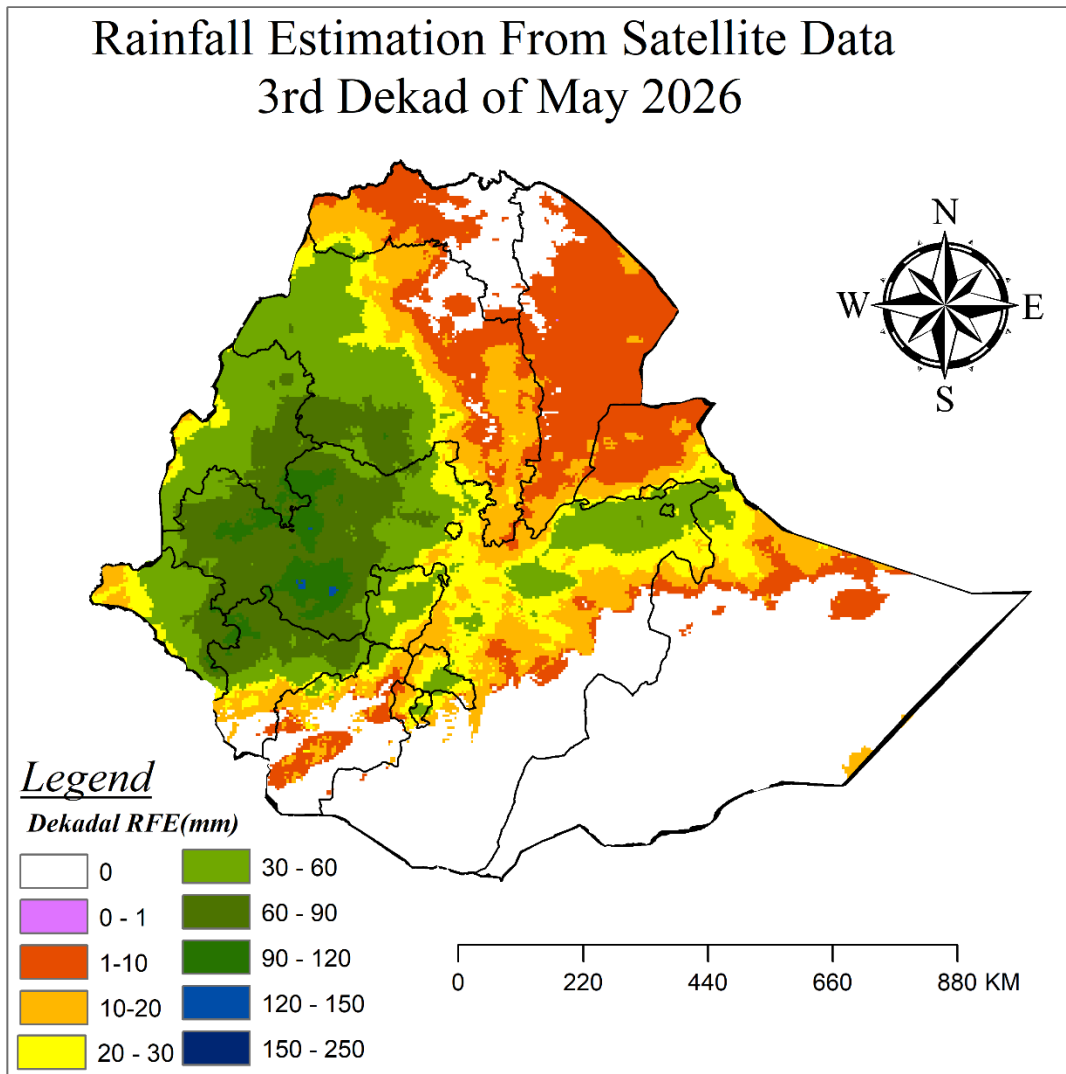 Rainfall Estimation From Satellite Data
3rd Dekad of May 2026
N
W
E
S
Legend
Dekadal RFE(mm)
0
0 - 1
1-10
10-20
20 - 30
30 - 60
60 - 90
90 - 120
120 - 150
150 - 250
0 220 440 660 880 KM